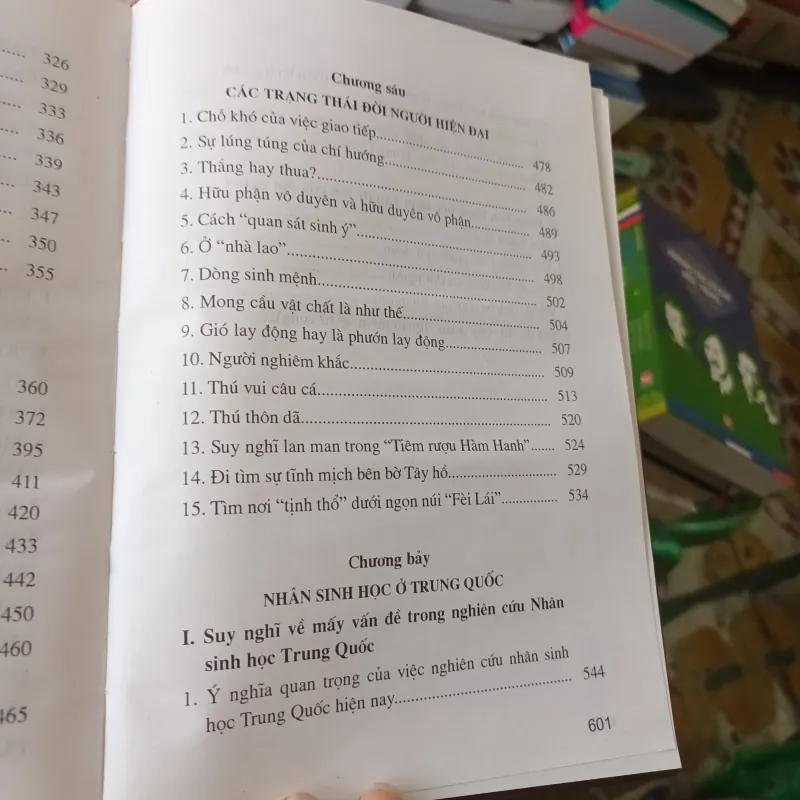 326
329
333
336
339
343
347
350
355
360
372
395
411
420
433
442
450
460
465
Chương sáu
CÁC TRẠNG THÁI ĐỜI NGƯỜI HIỆN ĐẠI
1. Chỗ khó của việc giao tiếp.......... 478
2. Sự lúng túng của chí hướng.......... 482
3. Thắng hay thua?.......... 486
4. Hữu phận vô duyên và hữu duyên vô phận.......... 489
5. Cách “quan sát sinh ý”.......... 493
6. Ở “nhà lao”.......... 498
7. Dòng sinh mệnh.......... 502
8. Mong cầu vật chất là như thế.......... 504
9. Gió lay động hay là phướn lay động.......... 507
10. Người nghiêm khắc.......... 509
11. Thú vui câu cá.......... 513
12. Thú thôn dã.......... 520
13. Suy nghĩ lan man trong “Tiêm rượu Hàm Hanh”...... 524
14. Đi tìm sự tĩnh mịch bên bờ Tây hồ.......... 529
15. Tìm nơi “tịnh thổ” dưới ngọn núi “Fèi Lái”.......... 534
Chương bảy
NHÂN SINH HỌC Ở TRUNG QUỐC
I. Suy nghĩ về mấy vấn đề trong nghiên cứu Nhân
sinh học Trung Quốc
1. Ý nghĩa quan trọng của việc nghiên cứu nhân sinh
học Trung Quốc hiện nay.......... 544
601